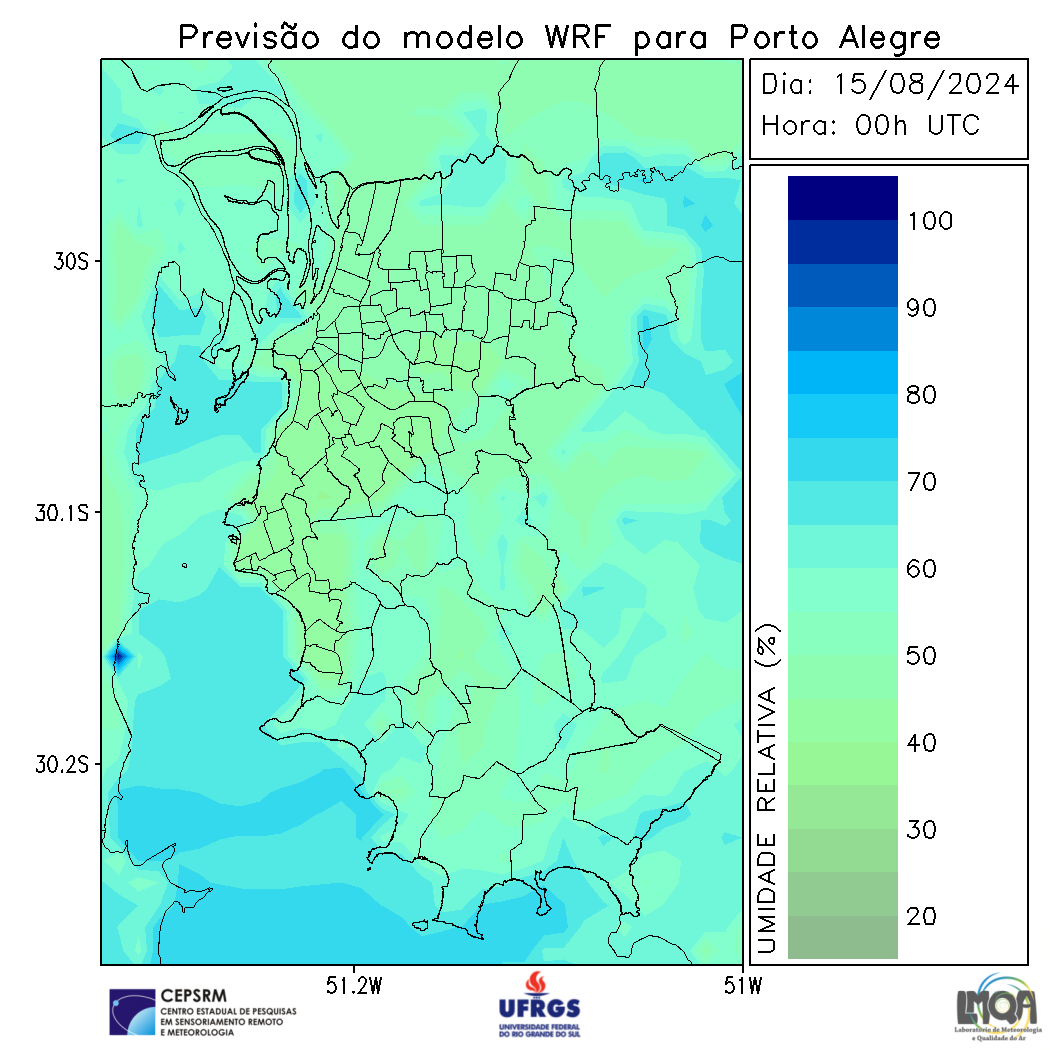 Previsão do modelo WRF para Porto Alegre
Dia: 15/08/2024
Hora: 00h UTC
30S
30.1S
30.2S
51.2W
51W
UMIDADE RELATIVA (%)
100
90
80
70
60
50
40
30
20
CEPSRM
CENTRO ESTADUAL DE PESQUISAS
EM SENSORIAMENTO REMOTO
E METEOROLOGIA
UFRGS
UNIVERSIDADE FEDERAL
DO RIO GRANDE DO SUL
LMQA
Laboratório de Meteorologia
e Qualidade do Ar